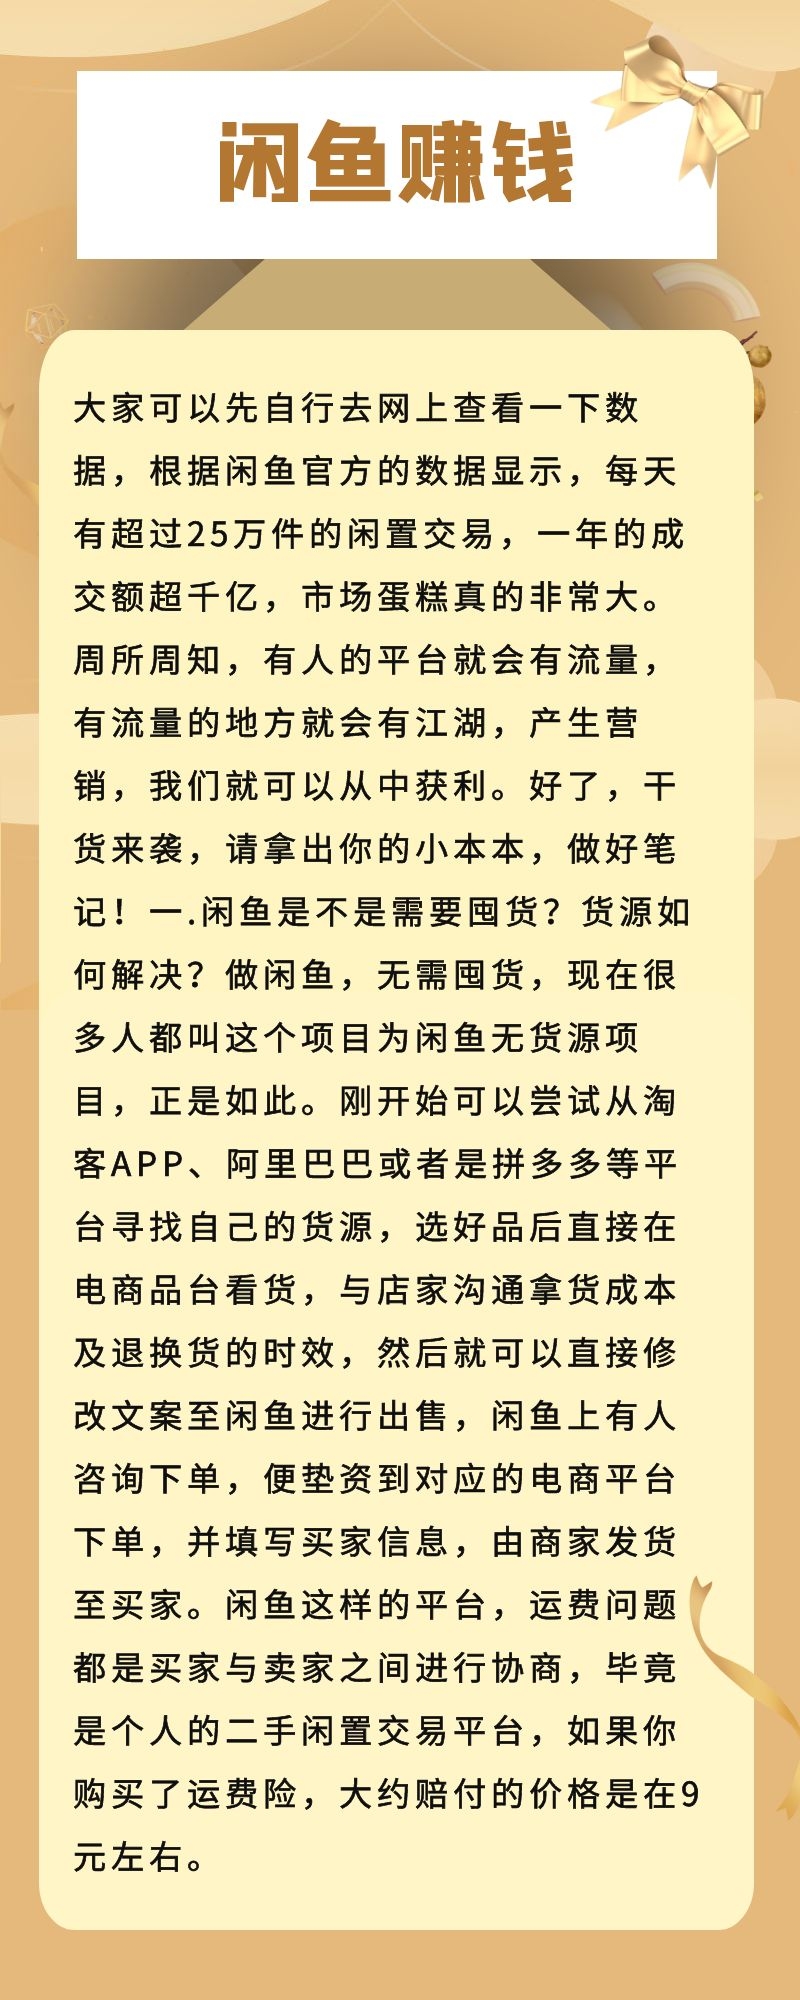 闲鱼赚钱
大家可以先自行去网上查看一下数
据，根据闲鱼官方的数据显示，每天
有超过25万件的闲置交易，一年的成
交额超千亿，市场蛋糕真的非常大。
周所周知，有人的平台就会有流量，
有流量的地方就会有江湖，产生营
销，我们就可以从中获利。好了，干
货来袭，请拿出你的小本本，做好笔
记！一.闲鱼是不是需要囤货？货源如
何解决？做闲鱼，无需囤货，现在很
多人都叫这个项目为闲鱼无货源项
目，正是如此。刚开始可以尝试从淘
客APP、阿里巴巴或者是拼多多等平
台寻找自己的货源，选好品后直接在
电商品台看货，与店家沟通拿货成本
及退换货的时效，然后就可以直接修
改文案至闲鱼进行出售，闲鱼上有人
咨询下单，便垫资到对应的电商平台
下单，并填写买家信息，由商家发货
至买家。闲鱼这样的平台，运费问题
都是买家与卖家之间进行协商，毕竟
是个人的二手闲置交易平台，如果你
购买了运费险，大约赔付的价格是在9
元左右。